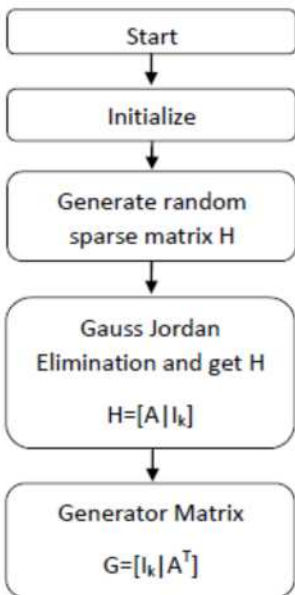 Start
Initialize
Generate random
sparse matrix H
Gauss Jordan
Elimination and get H
H=[A|Iₖ]
Generator Matrix
G=[Iₖ|Aᵀ]